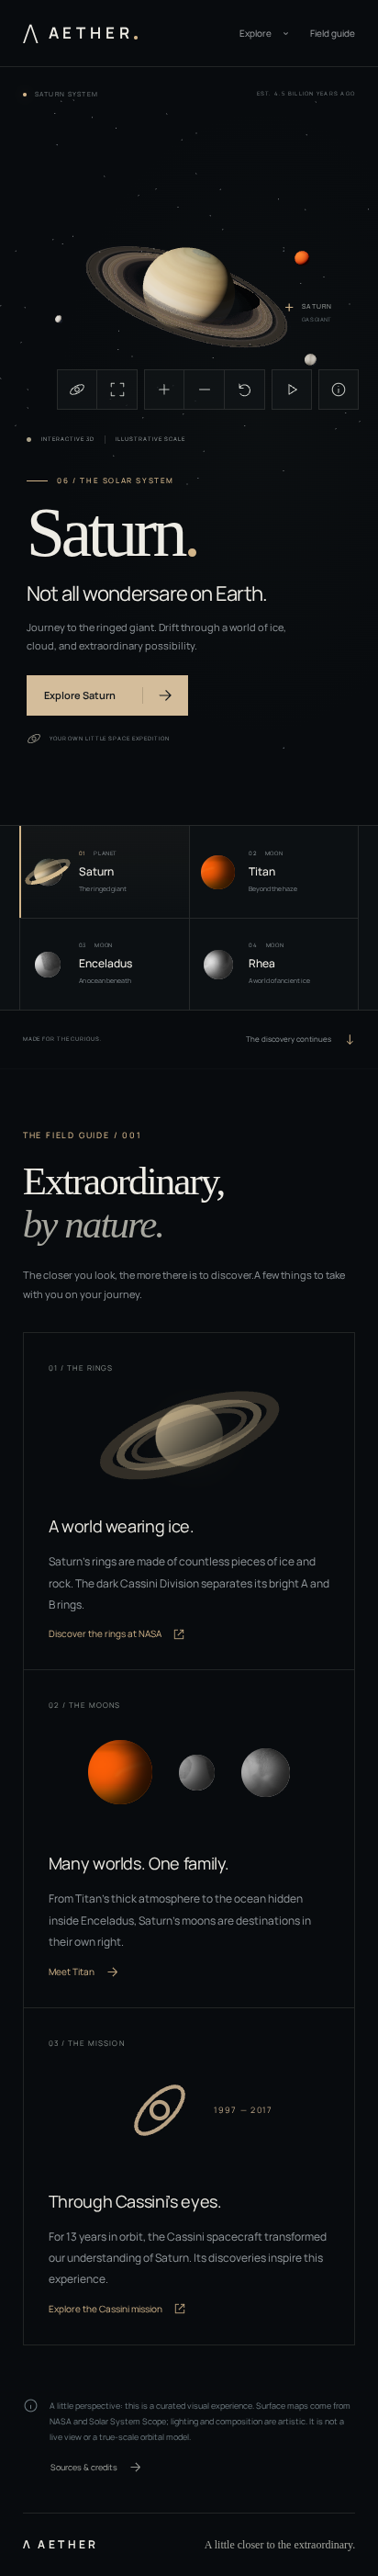 AETHER.
Explore
Field guide
SATURN SYSTEM
EST. 4.5 BILLION YEARS AGO
SATURN
GAS GIANT
INTERACTIVE 3D | ILLUSTRATIVE SCALE
06 / THE SOLAR SYSTEM
Saturn.
Not all wonders are on Earth.
Journey to the ringed giant. Drift through a world of ice,
cloud, and extraordinary possibility.
Explore Saturn
YOUR OWN LITTLE SPACE EXPEDITION
01 PLANET
Saturn
The ringed giant
02 MOON
Titan
Beyond the haze
03 MOON
Enceladus
An ocean beneath
04 MOON
Rhea
A world of ancient ice
MADE FOR THE CURIOUS.
The discovery continues
THE FIELD GUIDE / 001
Extraordinary,
by nature.
The closer you look, the more there is to discover. A few things to take
with you on your journey.
01 / THE RINGS
A world wearing ice.
Saturn's rings are made of countless pieces of ice and
rock. The dark Cassini Division separates its bright A and
B rings.
Discover the rings at NASA
02 / THE MOONS
Many worlds. One family.
From Titan's thick atmosphere to the ocean hidden
inside Enceladus, Saturn's moons are destinations in
their own right.
Meet Titan
03 / THE MISSION
1997 — 2017
Through Cassini's eyes.
For 13 years in orbit, the Cassini spacecraft transformed
our understanding of Saturn. Its discoveries inspire this
experience.
Explore the Cassini mission
A little perspective: this is a curated visual experience. Surface maps come from
NASA and Solar System Scope; lighting and composition are artistic. It is not a
live view or a true-scale orbital model.
Sources & credits
AETHER
A little closer to the extraordinary.